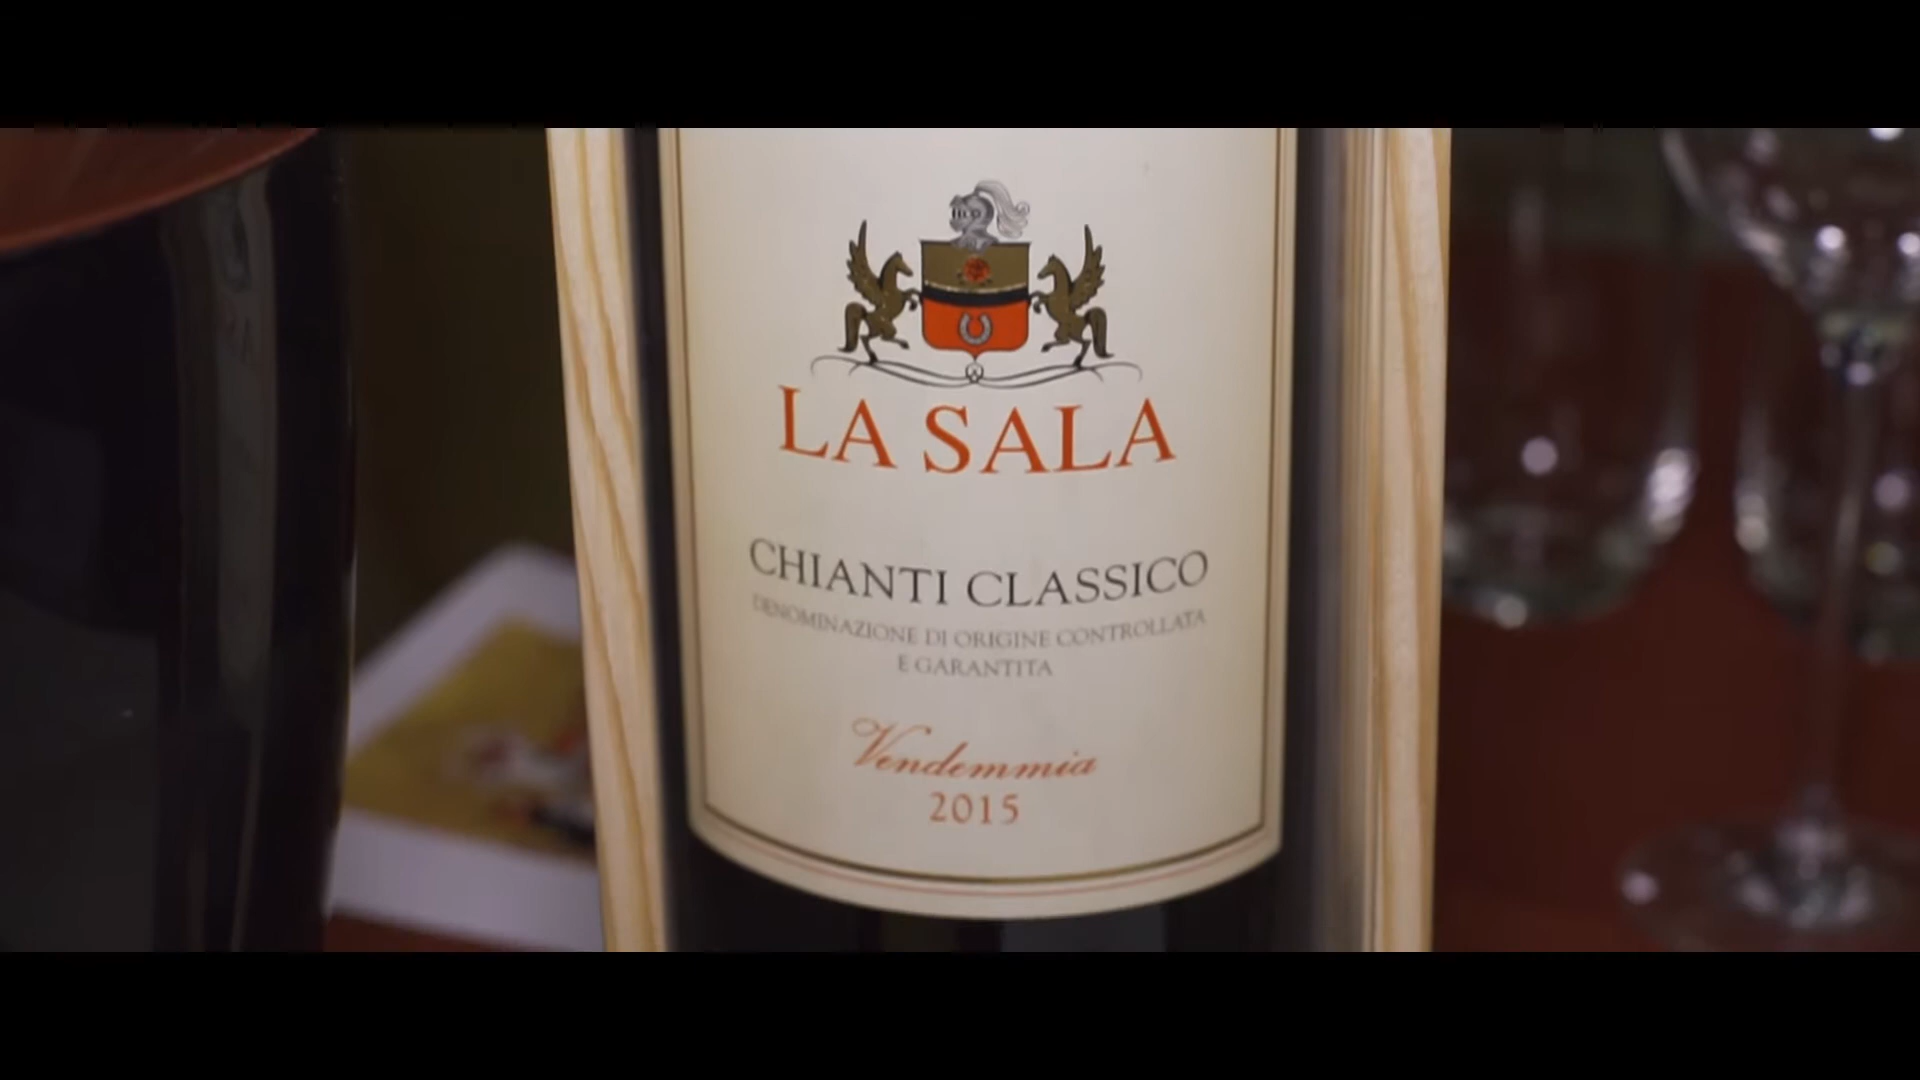 LA SALA
CHIANTI CLASSICO
DENOMINAZIONE DI ORIGINE CONTROLLATA
E GARANTITA
Vendemmia
2015